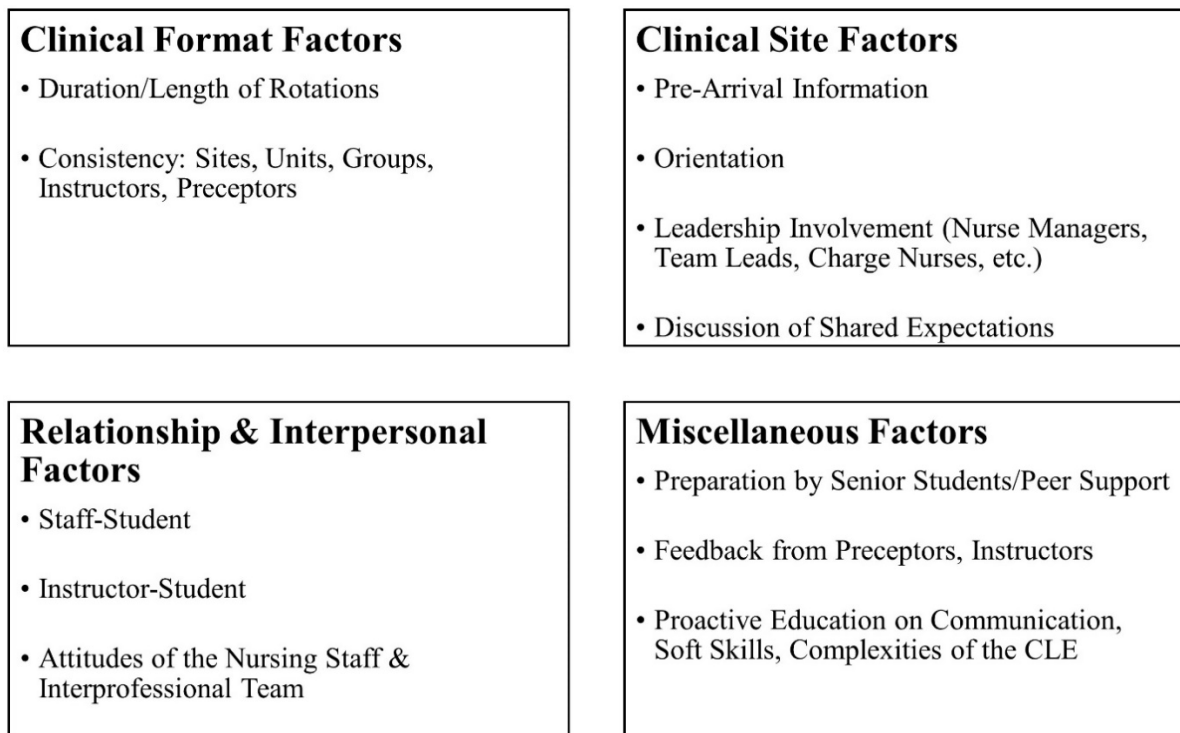 Clinical Format Factors
• Duration/Length of Rotations
• Consistency: Sites, Units, Groups,
Instructors, Preceptors
Clinical Site Factors
• Pre-Arrival Information
• Orientation
• Leadership Involvement (Nurse Managers,
Team Leads, Charge Nurses, etc.)
• Discussion of Shared Expectations
Relationship & Interpersonal
Factors
• Staff-Student
• Instructor-Student
• Attitudes of the Nursing Staff &
Interprofessional Team
Miscellaneous Factors
• Preparation by Senior Students/Peer Support
• Feedback from Preceptors, Instructors
• Proactive Education on Communication,
Soft Skills, Complexities of the CLE